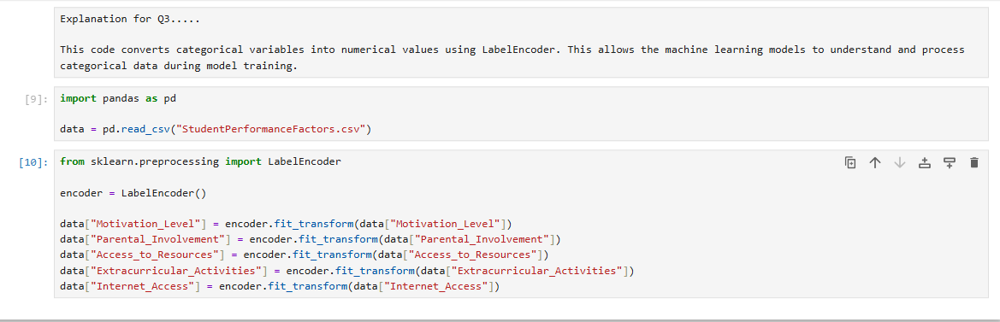 Explanation for Q3.....
This code converts categorical variables into numerical values using LabelEncoder. This allows the machine learning models to understand and process
categorical data during model training.
[9]: import pandas as pd
data = pd.read_csv("StudentPerformanceFactors.csv")
[10]: from sklearn.preprocessing import LabelEncoder
encoder = LabelEncoder()
data["Motivation_Level"] = encoder.fit_transform(data["Motivation_Level"])
data["Parental_Involvement"] = encoder.fit_transform(data["Parental_Involvement"])
data["Access_to_Resources"] = encoder.fit_transform(data["Access_to_Resources"])
data["Extracurricular_Activities"] = encoder.fit_transform(data["Extracurricular_Activities"])
data["Internet_Access"] = encoder.fit_transform(data["Internet_Access"])